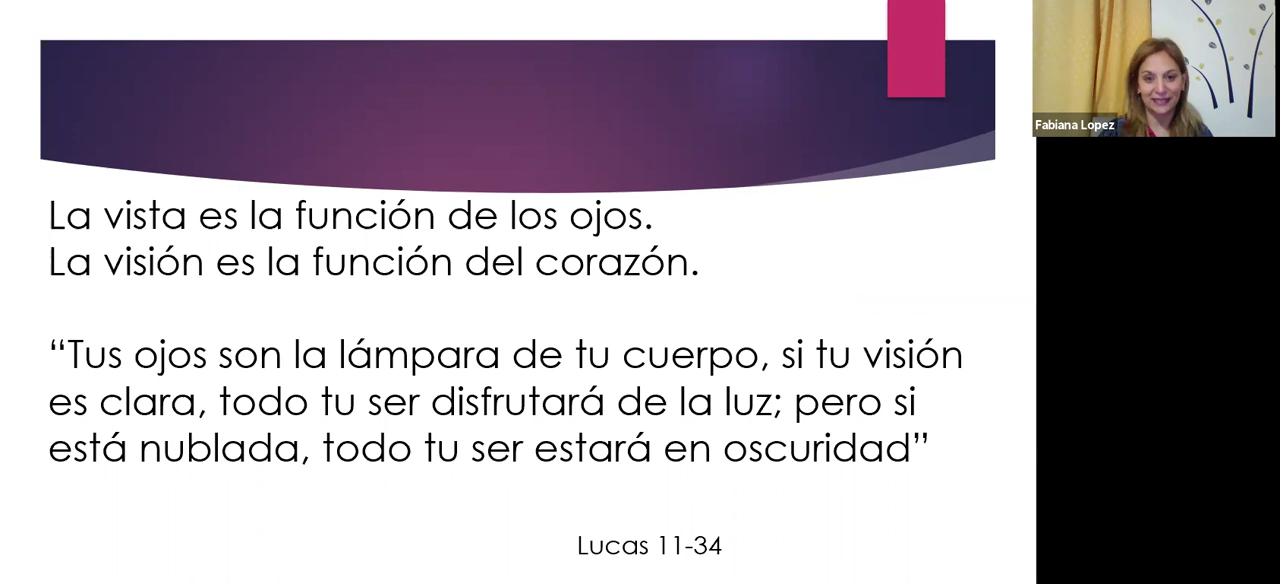 La vista es la función de los ojos.
La visión es la función del corazón.
“Tus ojos son la lámpara de tu cuerpo, si tu visión
es clara, todo tu ser disfrutará de la luz; pero si
está nublada, todo tu ser estará en oscuridad”
Lucas 11-34
Fabiana Lopez